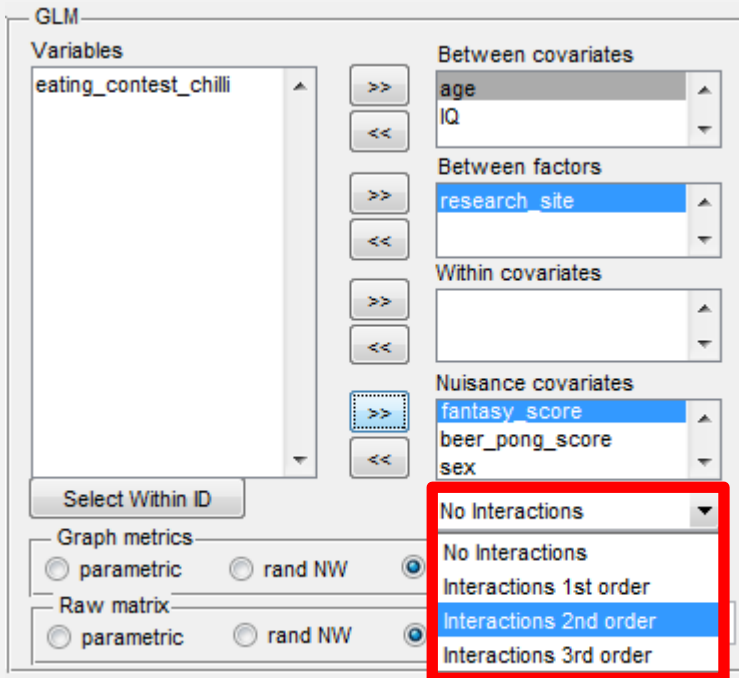 GLM
Variables
eating_contest_chilli
>>
<<
Between covariates
age
IQ
>>
<<
Between factors
research_site
>>
<<
Within covariates
>>
<<
Nuisance covariates
fantasy_score
beer_pong_score
sex
Select Within ID
No Interactions
No Interactions
Interactions 1st order
Interactions 2nd order
Interactions 3rd order
Graph metrics
parametric rand NW
Raw matrix
parametric rand NW